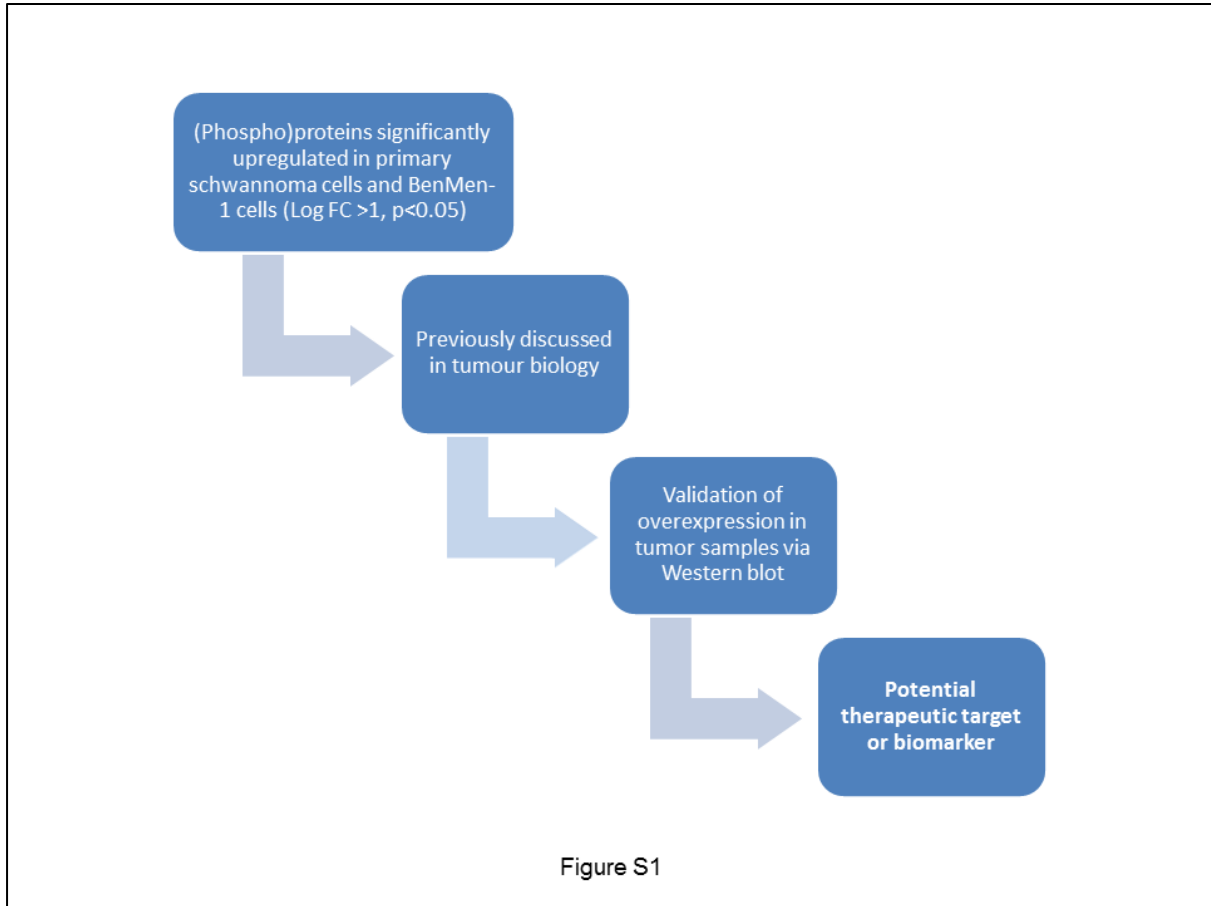 (Phospho)proteins significantly
upregulated in primary
schwannoma cells and BenMen-
1 cells (Log FC >1, p<0.05)
Previously discussed
in tumour biology
Validation of
overexpression in
tumor samples via
Western blot
Potential
therapeutic target
or biomarker
Figure S1